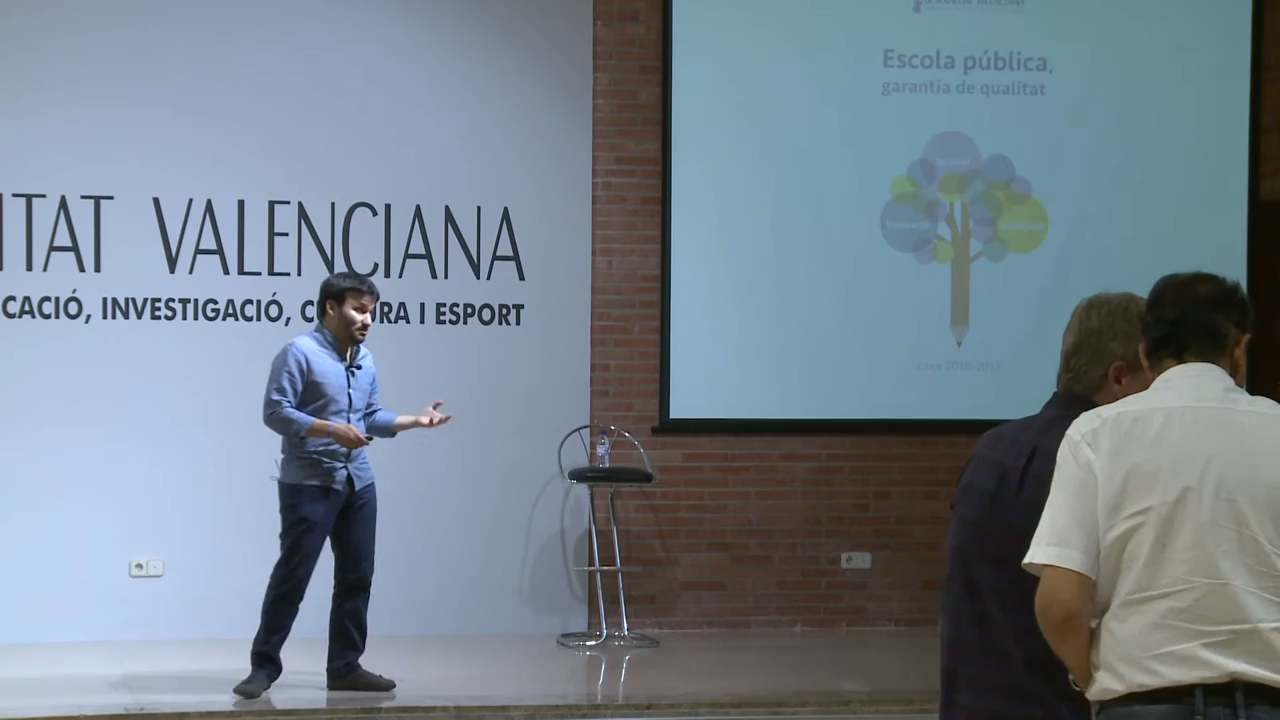 ITAT VALENCIANA
CACIÓ, INVESTIGACIÓ, C RA I ESPORT
Escola pública,
garantia de qualitat